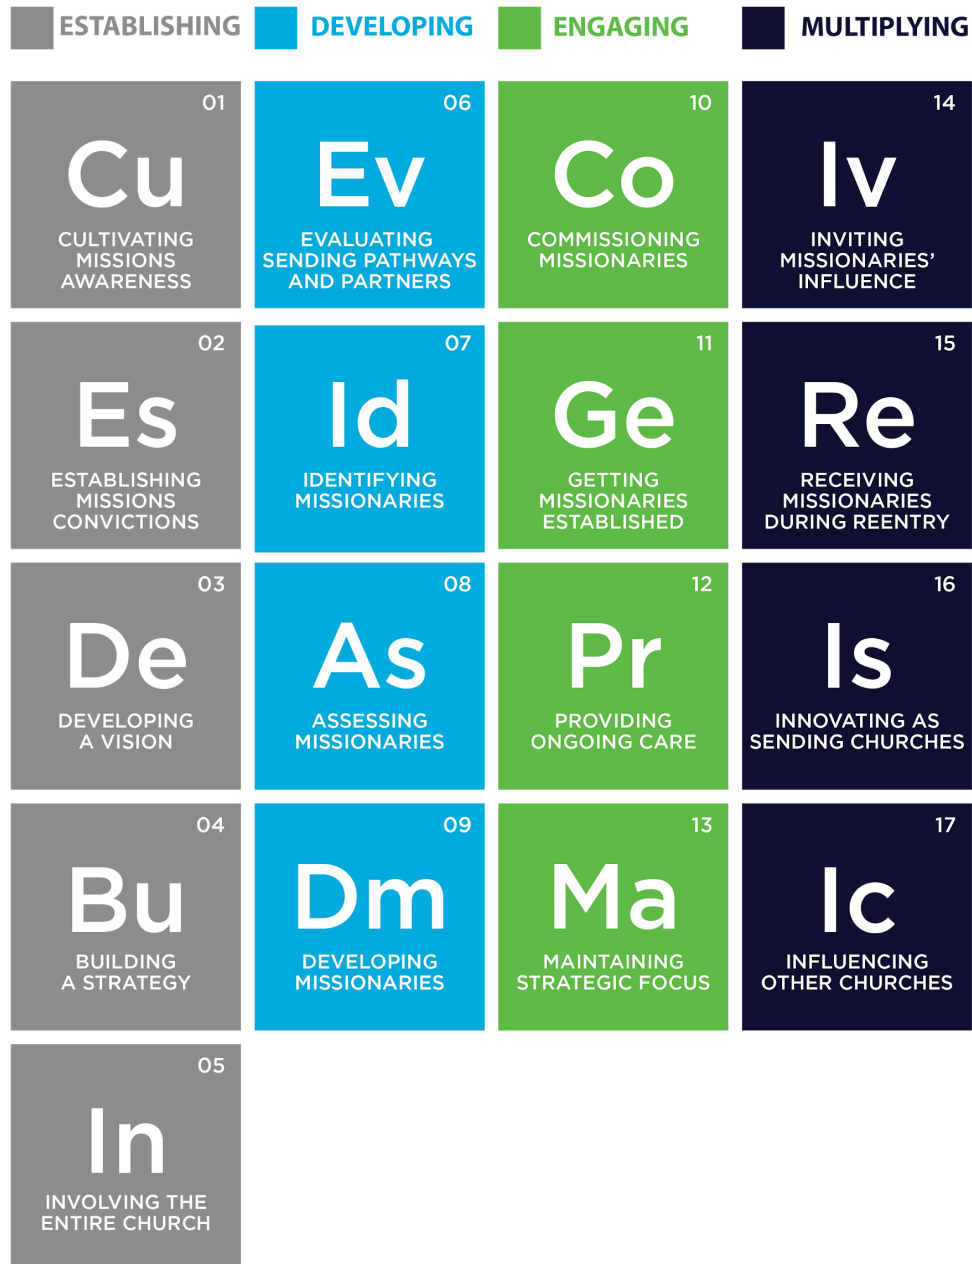 ESTABLISHING
DEVELOPING
ENGAGING
MULTIPLYING
01
Cu
CULTIVATING
MISSIONS
AWARENESS
06
Ev
EVALUATING
SENDING PATHWAYS
AND PARTNERS
10
Co
COMMISSIONING
MISSIONARIES
14
Iv
INVITING
MISSIONARIES’
INFLUENCE
02
Es
ESTABLISHING
MISSIONS
CONVICTIONS
07
Id
IDENTIFYING
MISSIONARIES
11
Ge
GETTING
MISSIONARIES
ESTABLISHED
15
Re
RECEIVING
MISSIONARIES
DURING REENTRY
03
De
DEVELOPING
A VISION
08
As
ASSESSING
MISSIONARIES
12
Pr
PROVIDING
ONGOING CARE
16
Is
INNOVATING AS
SENDING CHURCHES
04
Bu
BUILDING
A STRATEGY
09
Dm
DEVELOPING
MISSIONARIES
13
Ma
MAINTAINING
STRATEGIC FOCUS
17
Ic
INFLUENCING
OTHER CHURCHES
05
In
INVOLVING THE
ENTIRE CHURCH